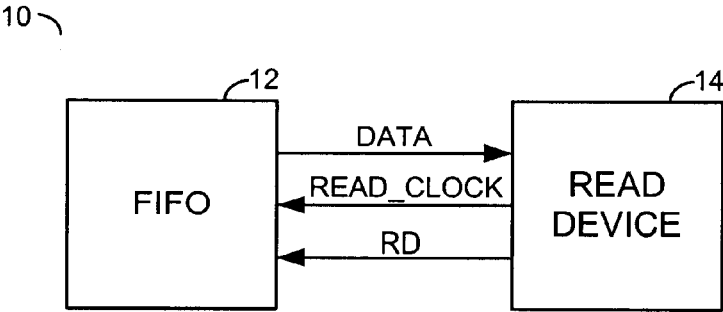 10
12
14
DATA
READ_CLOCK
RD
FIFO
READ
DEVICE